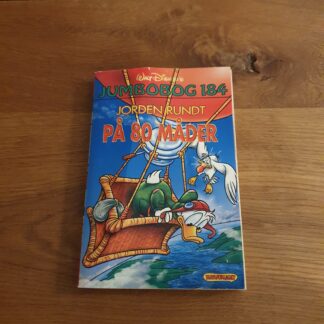 Walt Disney's
JUMBOBOG 184
JORDEN RUNDT
PÅ 80 MÅDER